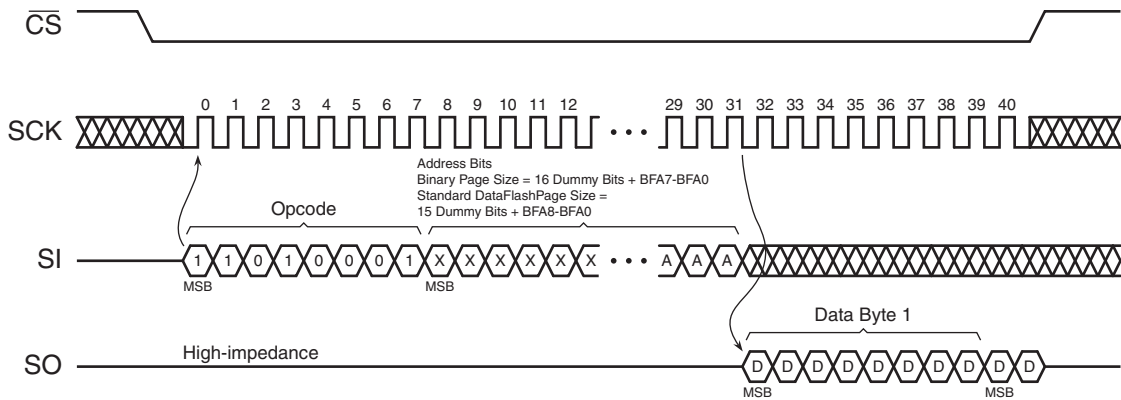 CS
SCK
0 1 2 3 4 5 6 7 8 9 10 11 12 29 30 31 32 33 34 35 36 37 38 39 40
Address Bits
Binary Page Size = 16 Dummy Bits + BFA7-BFA0
Standard DataFlashPage Size =
15 Dummy Bits + BFA8-BFA0
Opcode
SI
1 1 0 1 0 0 0 1 X X X X X X A A A
MSB MSB
Data Byte 1
High-impedance
SO
D D D D D D D D D D
MSB MSB